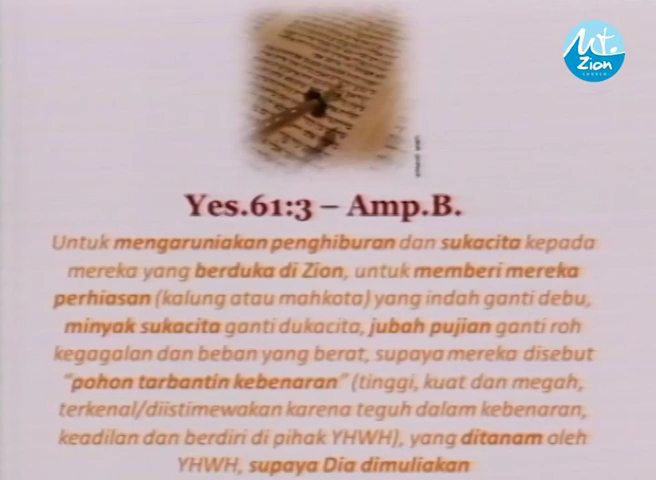 Mt.
Zion
CHURCH
Yes.61:3 – Amp.B.
Untuk mengaruniakan penghiburan dan sukacita kepada
mereka yang berduka di Zion, untuk memberi mereka
perhiasan (kalung atau mahkota) yang indah ganti debu,
minyak sukacita ganti dukacita, jubah pujian ganti roh
kegagalan dan beban yang berat, supaya mereka disebut
“pohon tarbantin kebenaran” (tinggi, kuat dan megah,
terkenal/diistimewakan karena teguh dalam kebenaran,
keadilan dan berdiri di pihak YHWH), yang ditanam oleh
YHWH, supaya Dia dimuliakan